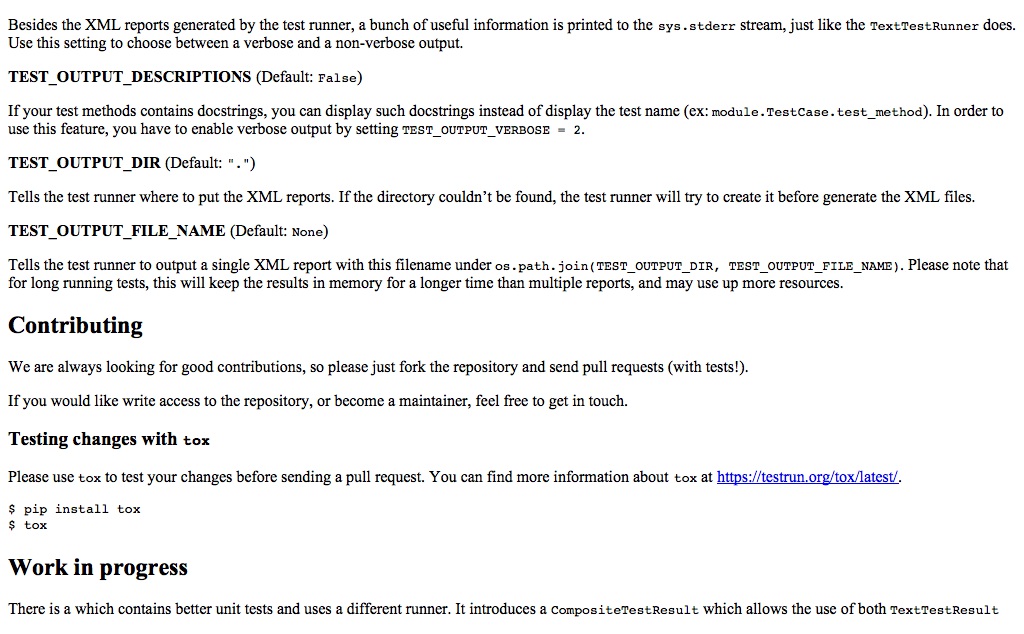 Besides the XML reports generated by the test runner, a bunch of useful information is printed to the sys.stderr stream, just like the TextTestRunner does.
Use this setting to choose between a verbose and a non-verbose output.
TEST_OUTPUT_DESCRIPTIONS (Default: False)
If your test methods contains docstrings, you can display such docstrings instead of display the test name (ex: module.TestCase.test_method). In order to
use this feature, you have to enable verbose output by setting TEST_OUTPUT_VERBOSE = 2.
TEST_OUTPUT_DIR (Default: ".")
Tells the test runner where to put the XML reports. If the directory couldn’t be found, the test runner will try to create it before generate the XML files.
TEST_OUTPUT_FILE_NAME (Default: None)
Tells the test runner to output a single XML report with this filename under os.path.join(TEST_OUTPUT_DIR, TEST_OUTPUT_FILE_NAME). Please note that
for long running tests, this will keep the results in memory for a longer time than multiple reports, and may use up more resources.
Contributing
We are always looking for good contributions, so please just fork the repository and send pull requests (with tests!).
If you would like write access to the repository, or become a maintainer, feel free to get in touch.
Testing changes with tox
Please use tox to test your changes before sending a pull request. You can find more information about tox at https://testrun.org/tox/latest/.
$ pip install tox
$ tox
Work in progress
There is a which contains better unit tests and uses a different runner. It introduces a CompositeTestResult which allows the use of both TextTestResult